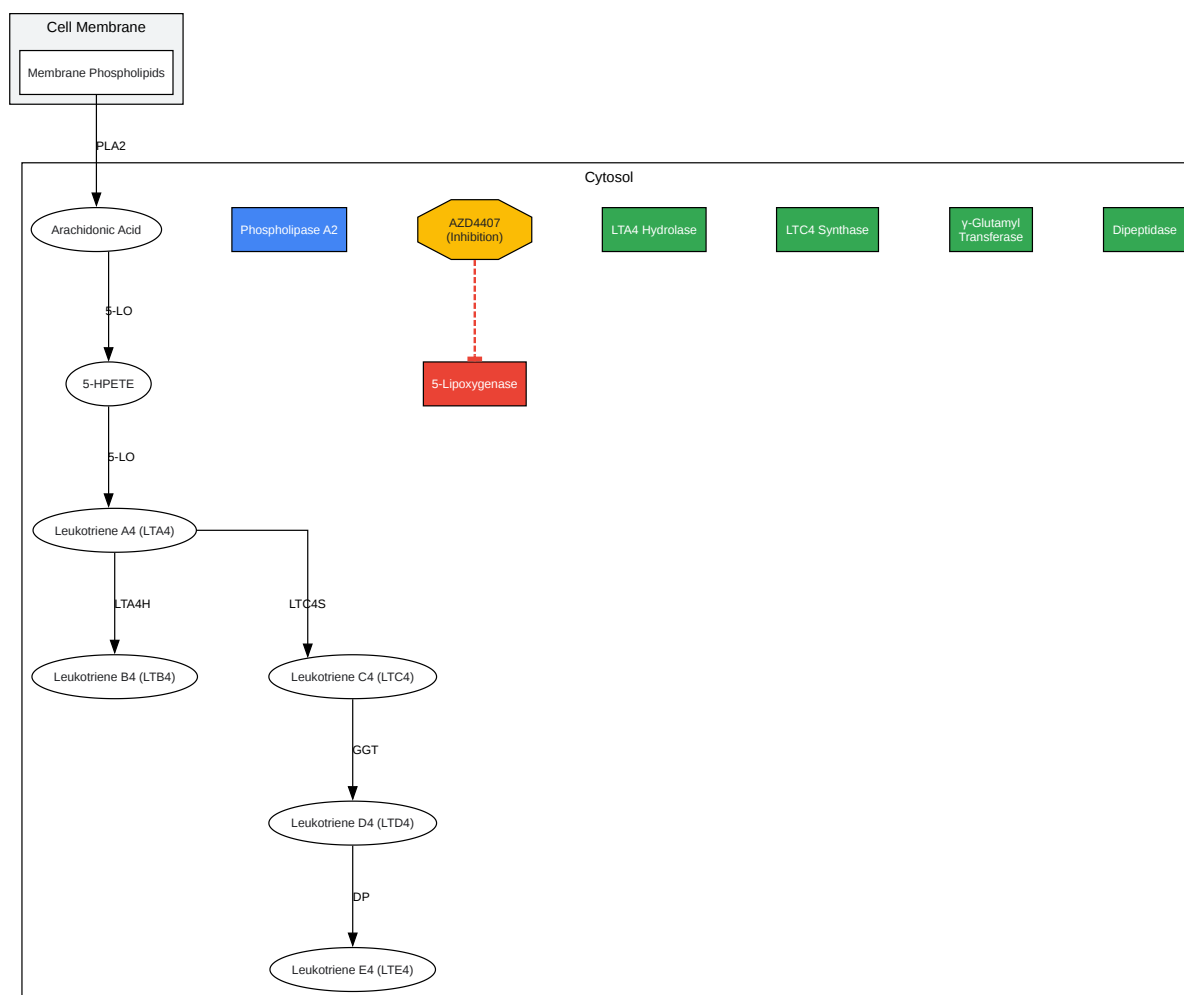 Cell Membrane
Membrane Phospholipids
PLA2
Cytosol
Arachidonic Acid
Phospholipase A2
AZD4407
(Inhibition)
LTA4 Hydrolase
LTC4 Synthase
γ-Glutamyl
Transferase
Dipeptidase
5-LO
5-HPETE
5-Lipoxygenase
5-LO
Leukotriene A4 (LTA4)
LTA4H
LTC4S
Leukotriene B4 (LTB4)
Leukotriene C4 (LTC4)
GGT
Leukotriene D4 (LTD4)
DP
Leukotriene E4 (LTE4)